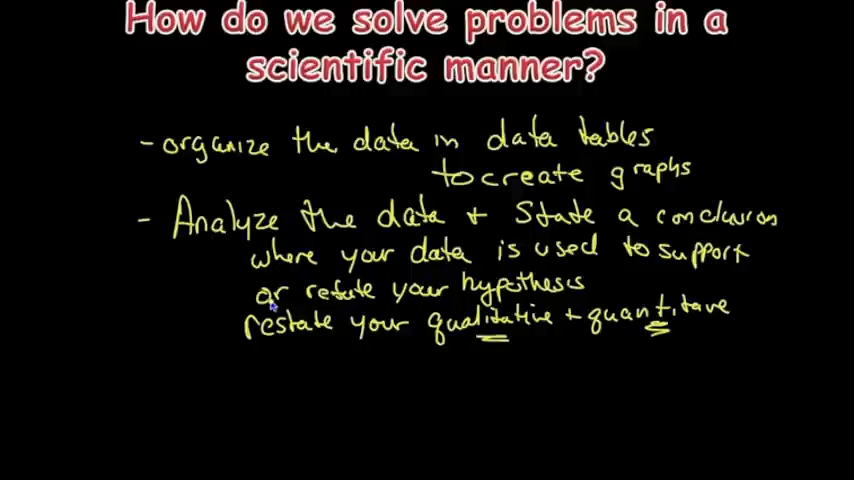 How do we solve problems in a
scientific manner?
- organize the data in data tables
to create graphs
- Analyze the data + State a conclusion
where your data is used to support
or refute your hypothesis
restate your qualitative + quantitave